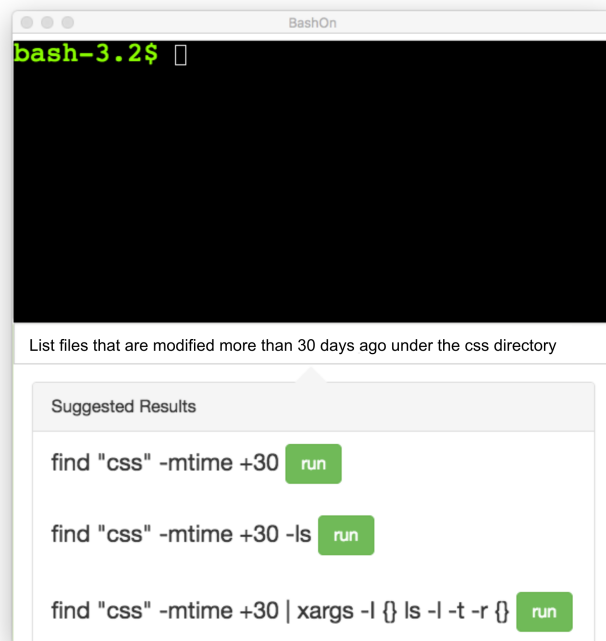 BashOn
bash-3.2$
List files that are modified more than 30 days ago under the css directory
Suggested Results
find "css" -mtime +30 run
find "css" -mtime +30 -ls run
find "css" -mtime +30 | xargs -I {} ls -l -t -r {} run